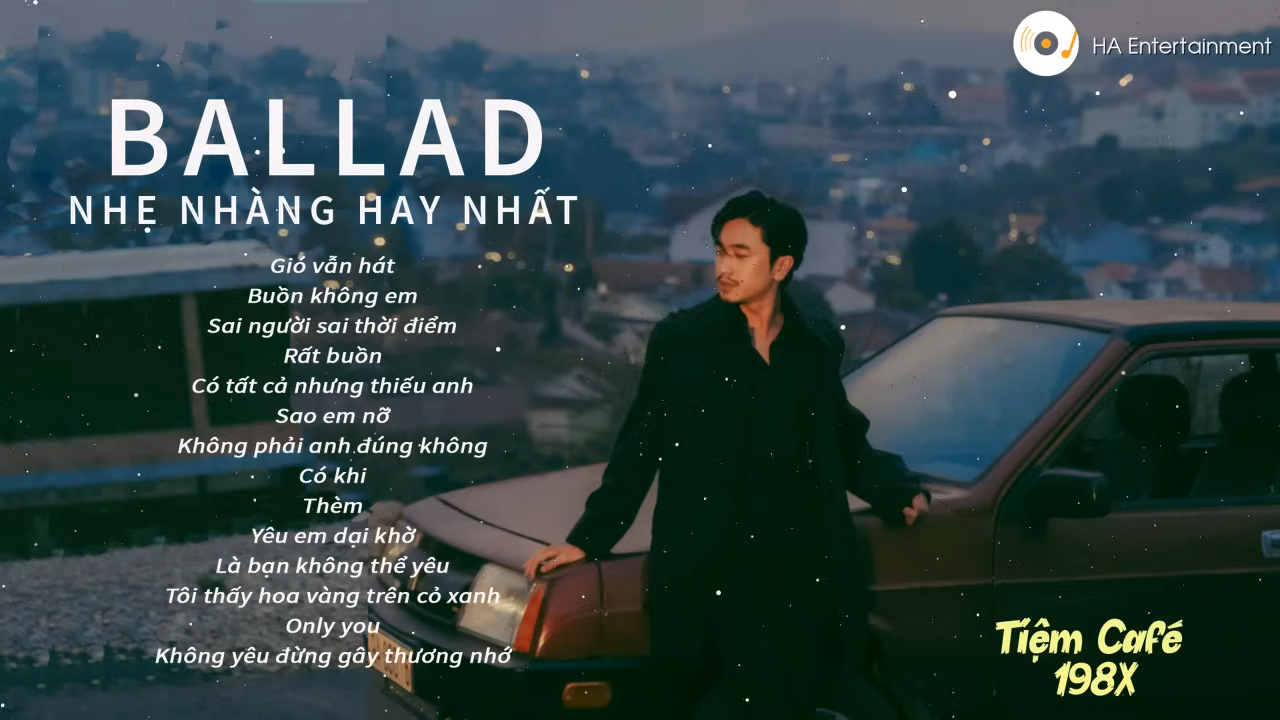 HA Entertainment
BALLAD
NHẸ NHÀNG HAY NHẤT
Gió vẫn hát
Buồn không em
Sai người sai thời điểm
Rất buồn
Có tất cả nhưng thiếu anh
Sao em nỡ
Không phải anh đúng không
Có khi
Thèm
Yêu em dại khờ
Là bạn không thể yêu
Tôi thấy hoa vàng trên cỏ xanh
Only you
Không yêu đừng gây thương nhớ
Tiệm Café
198X